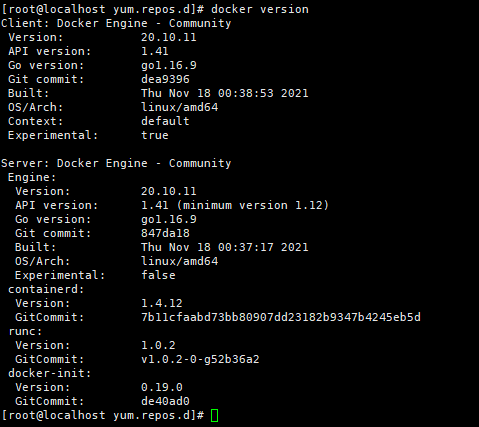 [root@localhost yum.repos.d]# docker version
Client: Docker Engine - Community
 Version:           20.10.11
 API version:       1.41
 Go version:        go1.16.9
 Git commit:        dea9396
 Built:             Thu Nov 18 00:38:53 2021
 OS/Arch:           linux/amd64
 Context:           default
 Experimental:      true

Server: Docker Engine - Community
 Engine:
  Version:          20.10.11
  API version:      1.41 (minimum version 1.12)
  Go version:       go1.16.9
  Git commit:       847da18
  Built:            Thu Nov 18 00:37:17 2021
  OS/Arch:          linux/amd64
  Experimental:     false
 containerd:
  Version:          1.4.12
  GitCommit:        7b11cfaabd73bb80907dd23182b9347b4245eb5d
 runc:
  Version:          1.0.2
  GitCommit:        v1.0.2-0-g52b36a2
 docker-init:
  Version:          0.19.0
  GitCommit:        de40ad0
[root@localhost yum.repos.d]#